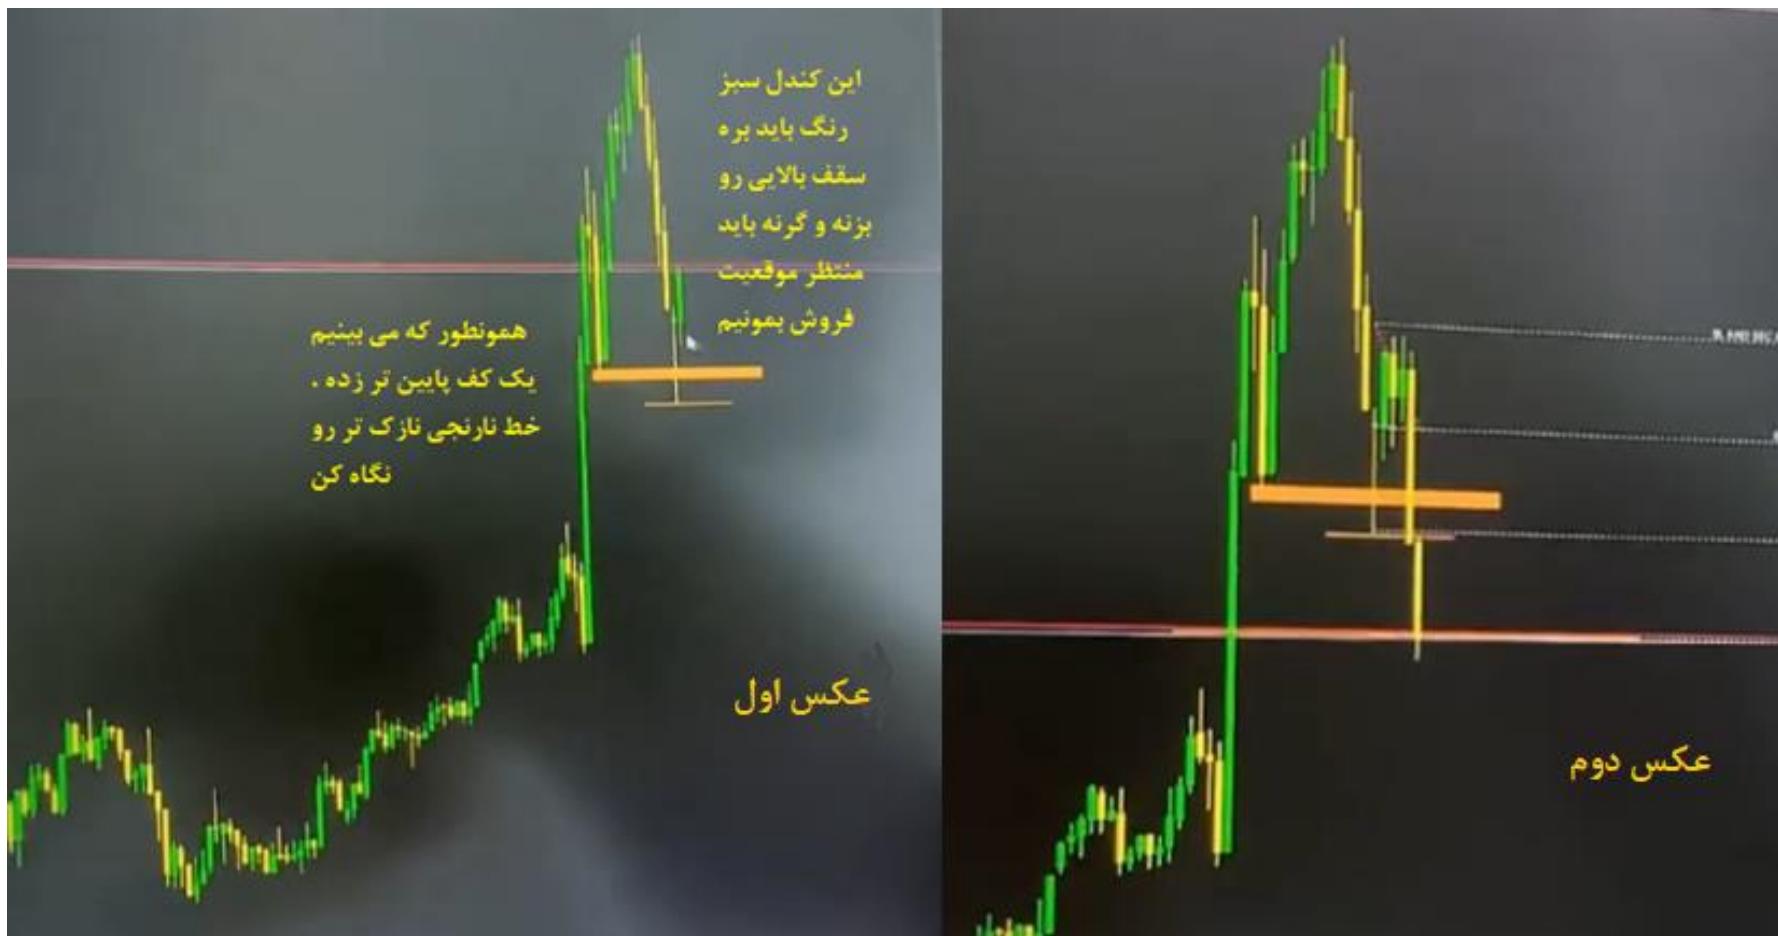 این کندل سبز
رنگ باید بره
سقف بالایی رو
بزنه و گرنه باید
منتظر موقعیت
فروش بمونیم
همونطور که می بینیم
یک کف پایین تر زده .
خط نارنجی نازک تر رو
نگاه کن
عکس اول
عکس دوم